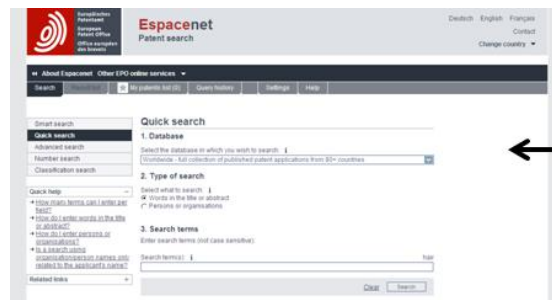 Europäisches
Patentamt
European
Patent Office
Office européen
des brevets
Espacenet
Patent search
Deutsch English Français
Contact
Change country
About Espacenet Other EPO online services
Search Result list My patents list (0) Query history Settings Help
Smart search
Quick search
Advanced search
Number search
Classification search
Quick help
How many terms can I enter per
field?
How do I enter words in the title
or abstract?
How do I enter persons or
organisations?
Is a search using
organisation/person names only
related to the applicant's name?
Related links
Quick search
1. Database
Select the database in which you wish to search
Worldwide - full collection of published patent applications from 90+ countries
2. Type of search
Select what to search
Words in the title or abstract
Persons or organisations
3. Search terms
Enter search terms (not case sensitive)
Search term(s)
hair
Clear Search